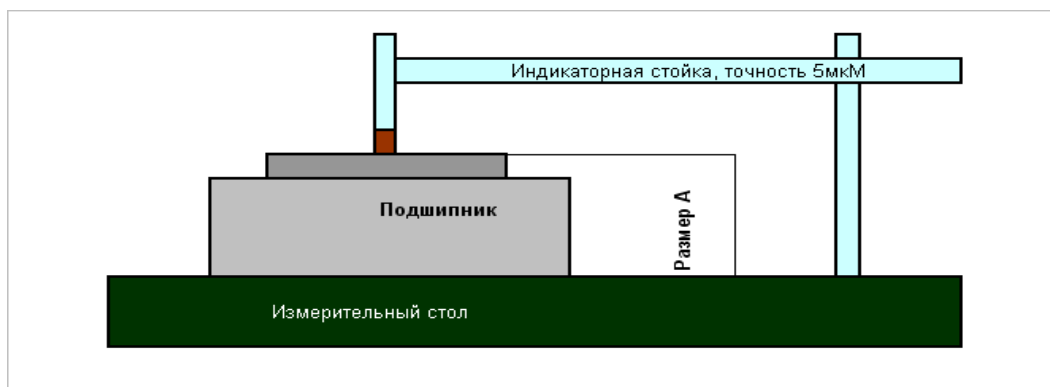 Индикаторная стойка, точность 5мкМ
Подшипник
Размер А
Измерительный стол